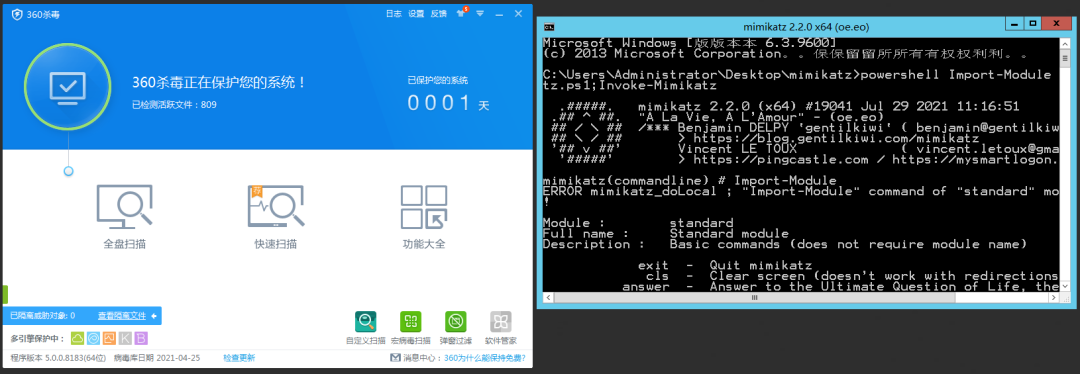 360杀毒
日志 设置 反馈
360杀毒正在保护您的系统！
已检测活跃文件：809
已保护您的系统
0001 天
全盘扫描
快速扫描
功能大全
已隔离威胁对象: 0 查看隔离文件
多引擎保护中：
自定义扫描 宏病毒扫描 弹窗过滤 软件管家
程序版本 5.0.0.8183(64位) 病毒库日期 2021-04-25 检查更新
消息中心：360为什么能保持免费?
mimikatz 2.2.0 x64 (oe.eo)
Microsoft Windows [版版本本 6.3.9600]
(c) 2013 Microsoft Corporation。。保保留留所所有有权权利利。。
C:\Users\Administrator\Desktop\mimikatz>powershell Import-Module
tz.ps1;Invoke-Mimikatz
.#####. mimikatz 2.2.0 (x64) #19041 Jul 29 2021 11:16:51
.## ^ ##. "A La Vie, A L'Amour" - (oe.eo)
## / \ ## /*** Benjamin DELPY `gentilkiwi` ( benjamin@gentilkiw
## \ / ## > https://blog.gentilkiwi.com/mimikatz
'## v ##' Vincent LE TOUX ( vincent.letoux@gma
'#####' > https://pingcastle.com / https://mysmartlogon.
mimikatz(commandline) # Import-Module
ERROR mimikatz_doLocal ; "Import-Module" command of "standard" mo
!
Module : standard
Full name : Standard module
Description : Basic commands (does not require module name)
exit - Quit mimikatz
cls - Clear screen (doesn't work with redirections
answer - Answer to the Ultimate Question of Life, the